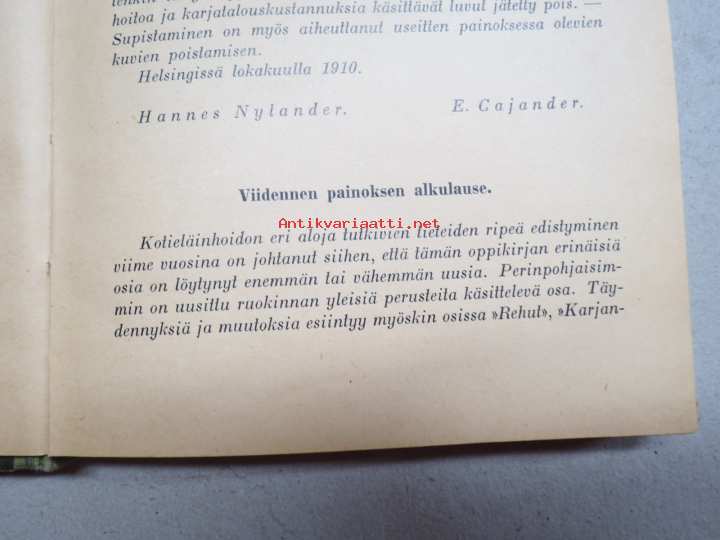 hoitoa ja karjatalouskustannuksia käsittävät luvut jätetty pois. —
Supistaminen on myös aiheuttanut useitten painoksessa olevien
kuvien poistamisen.
Helsingissä lokakuulla 1910.
Hannes Nylander. E. Cajander.
Viidennen painoksen alkulause.
Antikvariaatti.net
Kotieläinhoidon eri aloja tutkivien tieteiden ripeä edistyminen
viime vuosina on johtanut siihen, että tämän oppikirjan erinäisiä
osia on löytynyt enemmän tai vähemmän uusia. Perinpohjaisim-
min on uusittu ruokinnan yleisiä perusteita käsittelevä osa. Täy-
dennyksiä ja muutoksia esiintyy myöskin osissa »Rehut», »Karjan-